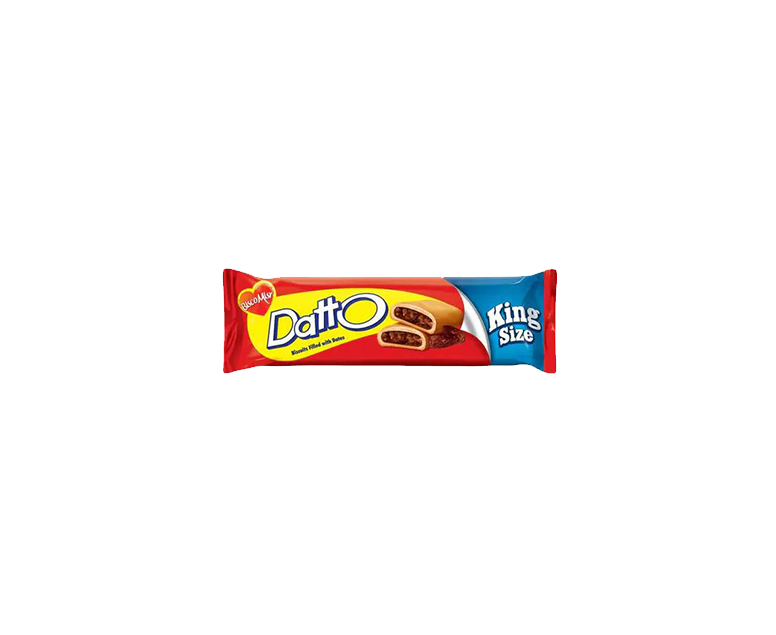 BISCOMISR
Datto
Biscuits Filled with Dates
King
Size